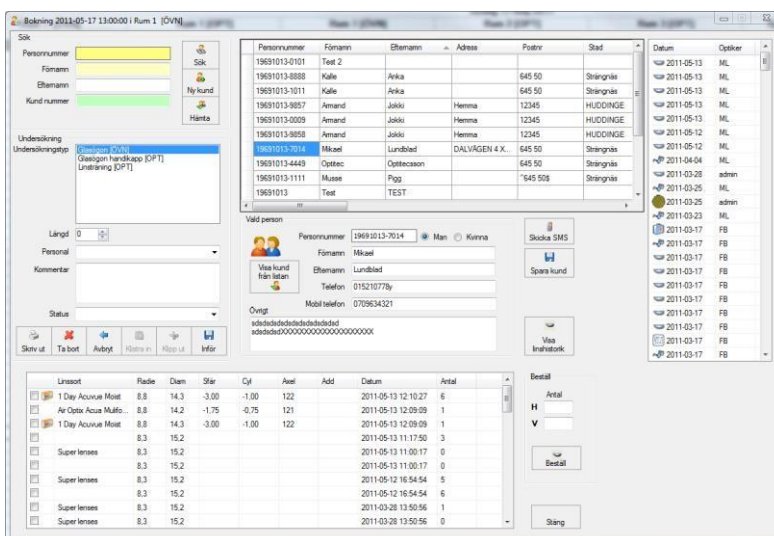 Bokning 2011-05-17 13:00:00 i Rum 1 [ÖVN]
Sök
Personnummer
Förnamn
Efternamn
Kund nummer
Sök
Ny kund
Hämta
Undersökning
Undersökningstyp
Glasögon [ÖVN]
Glasögon handikapp [OPT]
Linsträning [OPT]
Längd 0
Personal
Kommentar
Status
Skriv ut Ta bort Avbryt Klistra in Klipp ut Inför
Personnummer Förnamn Efternamn Adress Postnr Stad
19691013-0101 Test 2
19691013-8888 Kalle Anka 645 50 Strängnäs
19691013-1011 Kalle Anka 645 50 Strängnäs
19691013-9857 Amand Jokki Hemma 12345 HUDDINGE
19691013-0009 Amand Jokki Hemma 12345 HUDDINGE
19691013-9858 Amand Jokki Hemma 12345 HUDDINGE
19691013-7014 Mikael Lundblad DALVÄGEN 4 X... 645 50 Strängnäs
19691013-4449 Optitec Optitecsson 645 50 Strängnäs
19691013-1111 Musse Pigg ^645 50$ Strängnäs
19691013 Test TEST
Vald person
Personnummer 19691013-7014 Man Kvinna
Förnamn Mikael
Efternamn Lundblad
Telefon 015210778y
Mobil telefon 0709634321
Visa kund
från listan
Övrigt
sdsdsdsdsdsdsdsdsdsdsd
sdsdsdsdXXXXXXXXXXXXXXXXXXXX
Skicka SMS
Spara kund
Visa
linshistorik
Datum Optiker
2011-05-13 ML
2011-05-13 ML
2011-05-13 ML
2011-05-13 ML
2011-05-13 ML
2011-05-12 ML
2011-05-12 ML
2011-04-04 ML
2011-03-28 admin
2011-03-25 ML
2011-03-25 admin
2011-03-23 ML
2011-03-17 FB
2011-03-17 FB
2011-03-17 FB
2011-03-17 FB
2011-03-17 FB
2011-03-17 FB
2011-03-17 FB
2011-03-17 FB
2011-03-17 FB
Linssort Radie Diam Sfär Cyl Axel Add Datum Antal
1 Day Acuvue Moist 8,8 14,3 -3,00 -1,00 122 2011-05-13 12:10:27 6
Air Optix Acua Multifo... 8,8 14,2 -1,75 -0,75 121 2011-05-13 12:09:09 1
1 Day Acuvue Moist 8,8 14,3 -3,00 -1,00 122 2011-05-13 12:09:09 1
8,3 15,2 2011-05-13 11:17:50 3
Super lenses 8,3 15,2 2011-05-13 11:00:17 0
8,3 15,2 2011-05-13 11:00:17 0
Super lenses 8,3 15,2 2011-05-12 16:54:54 5
8,3 15,2 2011-05-12 16:54:54 6
Super lenses 8,3 15,2 2011-03-28 13:50:56 1
Super lenses 8,3 15,2 2011-03-28 13:50:56 0
Beställ
Antal
H
V
Beställ
Stäng